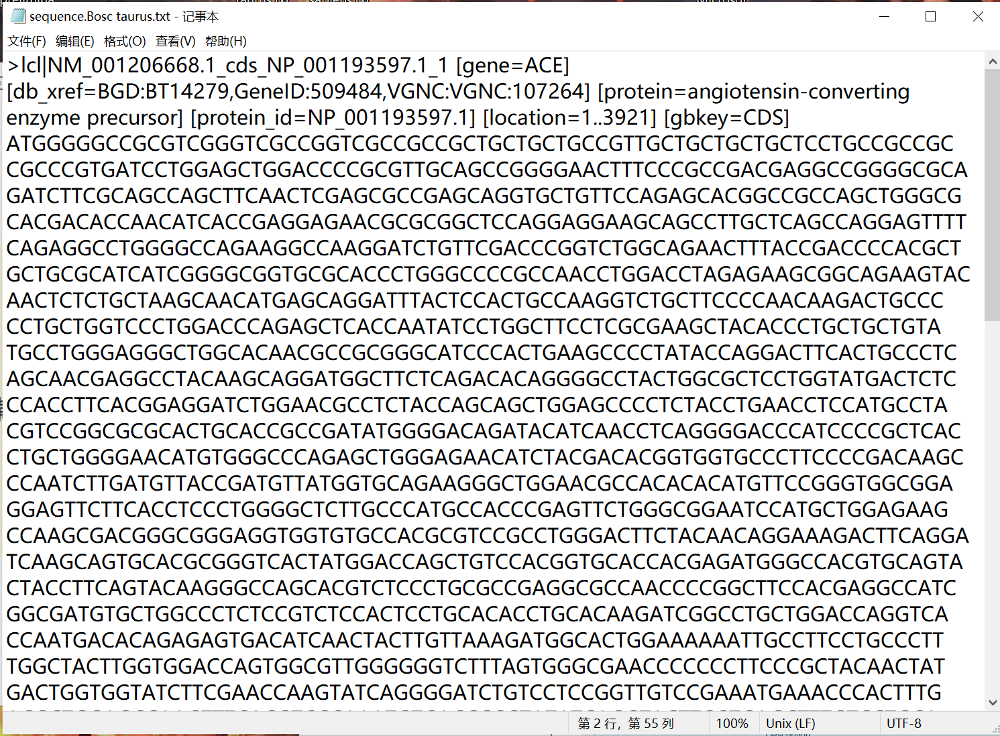 sequence.Bosc taurus.txt - 记事本
文件(F) 编辑(E) 格式(O) 查看(V) 帮助(H)
>lcl|NM_001206668.1_cds_NP_001193597.1_1 [gene=ACE]
[db_xref=BGD:BT14279,GeneID:509484,VGNC:VGNC:107264] [protein=angiotensin-converting
enzyme precursor] [protein_id=NP_001193597.1] [location=1..3921] [gbkey=CDS]
ATGGGGGCCGCGTCGGGTCGCCGGTCGCCGCCGCTGCTGCTGCCGTTGCTGCTGCTGCTCCTGCCGCCGC
CGCCCGTGATCCTGGAGCTGGACCCCGCGTTGCAGCCGGGGAACTTTCCCGCCGACGAGGCCGGGGCGCA
GATCTTCGCAGCCAGCTTCAACTCGAGCGCCGAGCAGGTGCTGTTCCAGAGCACGGCCGCCAGCTGGGCG
CACGACACCAACATCACCGAGGAGAACGCGCGGCTCCAGGAGGAAGCAGCCTTGCTCAGCCAGGAGTTTT
CAGAGGCCTGGGGCCAGAAGGCCAAGGATCTGTTCGACCCGGTCTGGCAGAACTTTACCGACCCCACGCT
GCTGCGCATCATCGGGGCGGTGCGCACCCTGGGCCCCGCCAACCTGGACCTAGAGAAGCGGCAGAAGTAC
AACTCTCTGCTAAGCAACATGAGCAGGATTTACTCCACTGCCAAGGTCTGCTTCCCCAACAAGACTGCCC
CCTGCTGGTCCCTGGACCCAGAGCTCACCAATATCCTGGCTTCCTCGCGAAGCTACACCCTGCTGCTGTA
TGCCTGGGAGGGCTGGCACAACGCCGCGGGCATCCCACTGAAGCCCCTATACCAGGACTTCACTGCCCTC
AGCAACGAGGCCTACAAGCAGGATGGCTTCTCAGACACAGGGGCCTACTGGCGCTCCTGGTATGACTCTC
CCACCTTCACGGAGGATCTGGAACGCCTCTACCAGCAGCTGGAGCCCCTCTACCTGAACCTCCATGCCTA
CGTCCGGCGCGCACTGCACCGCCGATATGGGGACAGATACATCAACCTCAGGGGACCCATCCCCGCTCAC
CTGCTGGGGAACATGTGGGCCCAGAGCTGGGAGAACATCTACGACACGGTGGTGCCCTTCCCCGACAAGC
CCAATCTTGATGTTACCGATGTTATGGTGCAGAAGGGCTGGAACGCCACACACATGTTCCGGGTGGCGGA
GGAGTTCTTCACCTCCCTGGGGCTCTTGCCCATGCCACCCGAGTTCTGGGCGGAATCCATGCTGGAGAAG
CCAAGCGACGGGCGGGAGGTGGTGTGCCACGCGTCCGCCTGGGACTTCTACAACAGGAAAGACTTCAGGA
TCAAGCAGTGCACGCGGGTCACTATGGACCAGCTGTCCACGGTGCACCACGAGATGGGCCACGTGCAGTA
CTACCTTCAGTACAAGGGCCAGCACGTCTCCCTGCGCCGAGGCGCCAACCCCGGCTTCCACGAGGCCATC
GGCGATGTGCTGGCCCTCTCCGTCTCCACTCCTGCACACCTGCACAAGATCGGCCTGCTGGACCAGGTCA
CCAATGACACAGAGAGTGACATCAACTACTTGTTAAAGATGGCACTGGAAAAAATTGCCTTCCTGCCCTT
TGGCTACTTGGTGGACCAGTGGCGTTGGGGGGTCTTTAGTGGGCGAACCCCCCCTTCCCGCTACAACTAT
GACTGGTGGTATCTTCGAACCAAGTATCAGGGGATCTGTCCTCCGGTTGTCCGAAATGAAACCCACTTTG
第 2 行，第 55 列 100% Unix (LF) UTF-8